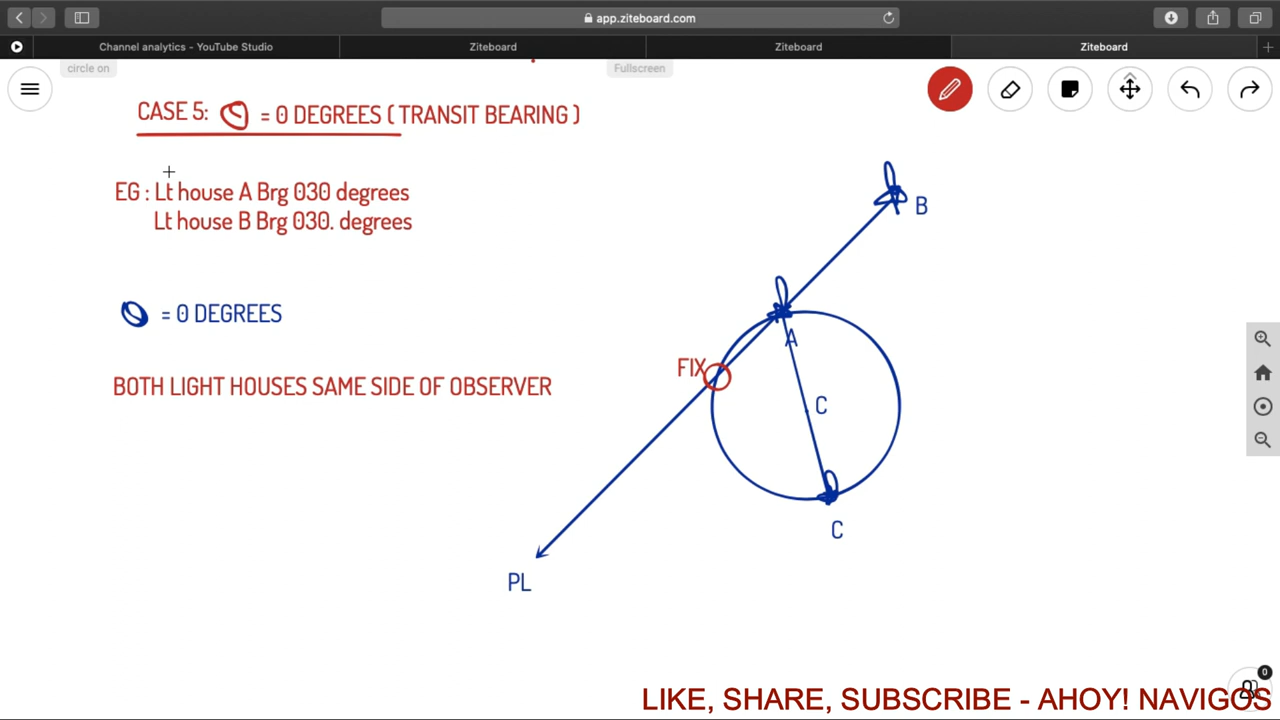 app.ziteboard.com
Channel analytics - YouTube Studio
Ziteboard
Ziteboard
Ziteboard
circle on
Fullscreen
CASE 5: = 0 DEGREES ( TRANSIT BEARING )
EG : Lt house A Brg 030 degrees
Lt house B Brg 030. degrees
= 0 DEGREES
BOTH LIGHT HOUSES SAME SIDE OF OBSERVER
B
A
FIX
C
C
PL
0
LIKE, SHARE, SUBSCRIBE - AHOY! NAVIGOS